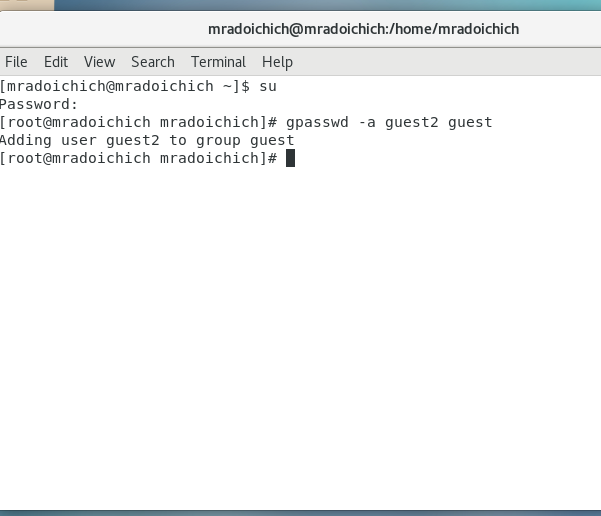 mradoichich@mradoichich:/home/mradoichich
File Edit View Search Terminal Help
[mradoichich@mradoichich ~]$ su
Password:
[root@mradoichich mradoichich]# gpasswd -a guest2 guest
Adding user guest2 to group guest
[root@mradoichich mradoichich]#